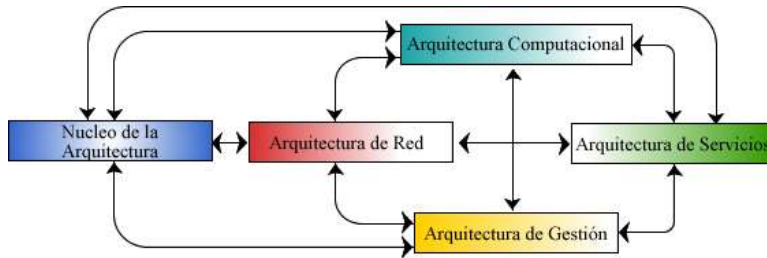 Arquitectura Computacional
Nucleo de la
Arquitectura
Arquitectura de Red
Arquitectura de Servicios
Arquitectura de Gestión